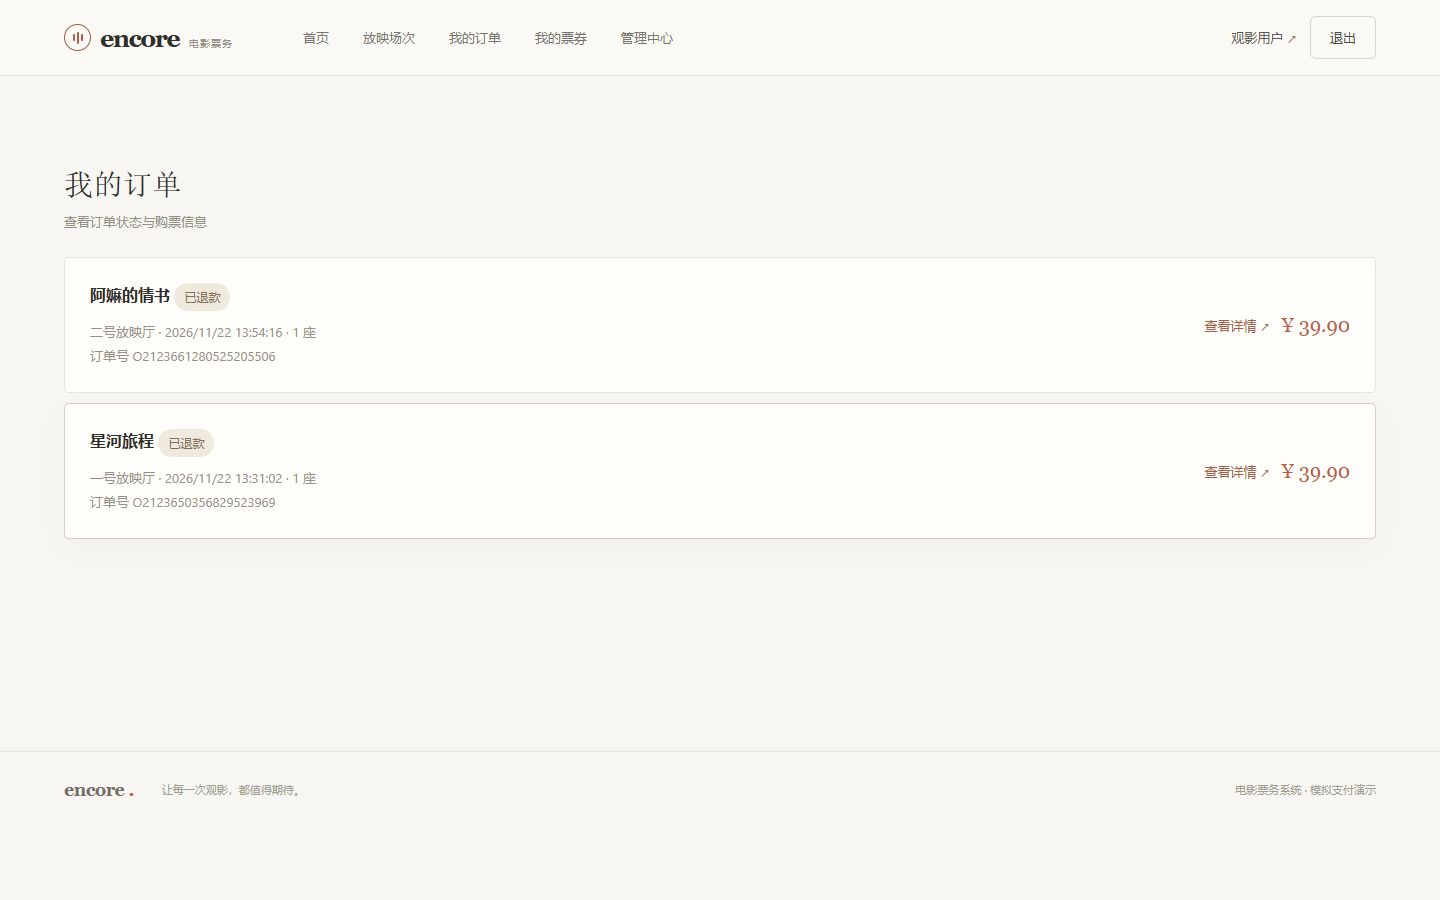 encore 电影票务 首页 放映场次 我的订单 我的票券 管理中心 观影用户 ↗ 退出
我的订单
查看订单状态与购票信息
阿嫲的情书 已退款
二号放映厅 · 2026/11/22 13:54:16 · 1 座
订单号 O2123661280525205506
查看详情 ↗ ¥ 39.90
星河旅程 已退款
一号放映厅 · 2026/11/22 13:31:02 · 1 座
订单号 O2123650356829523969
查看详情 ↗ ¥ 39.90
encore . 让每一次观影，都值得期待。 电影票务系统 · 模拟支付演示